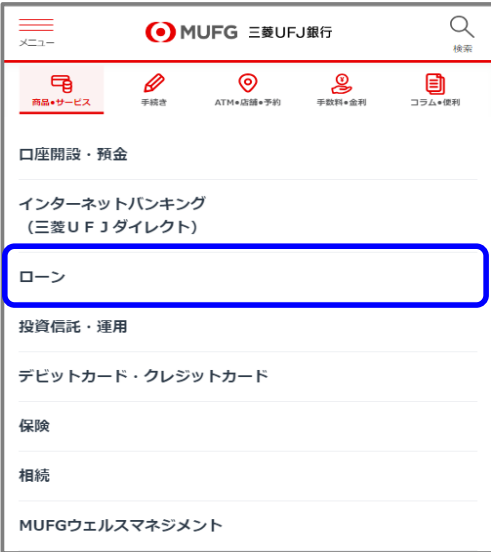 メニュー
MUFG 三菱UFJ銀行
検索
商品・サービス
手続き
ATM・店舗・予約
手数料・金利
コラム・便利
口座開設・預金
インターネットバンキング
（三菱ＵＦＪダイレクト）
ローン
投資信託・運用
デビットカード・クレジットカード
保険
相続
MUFGウェルスマネジメント